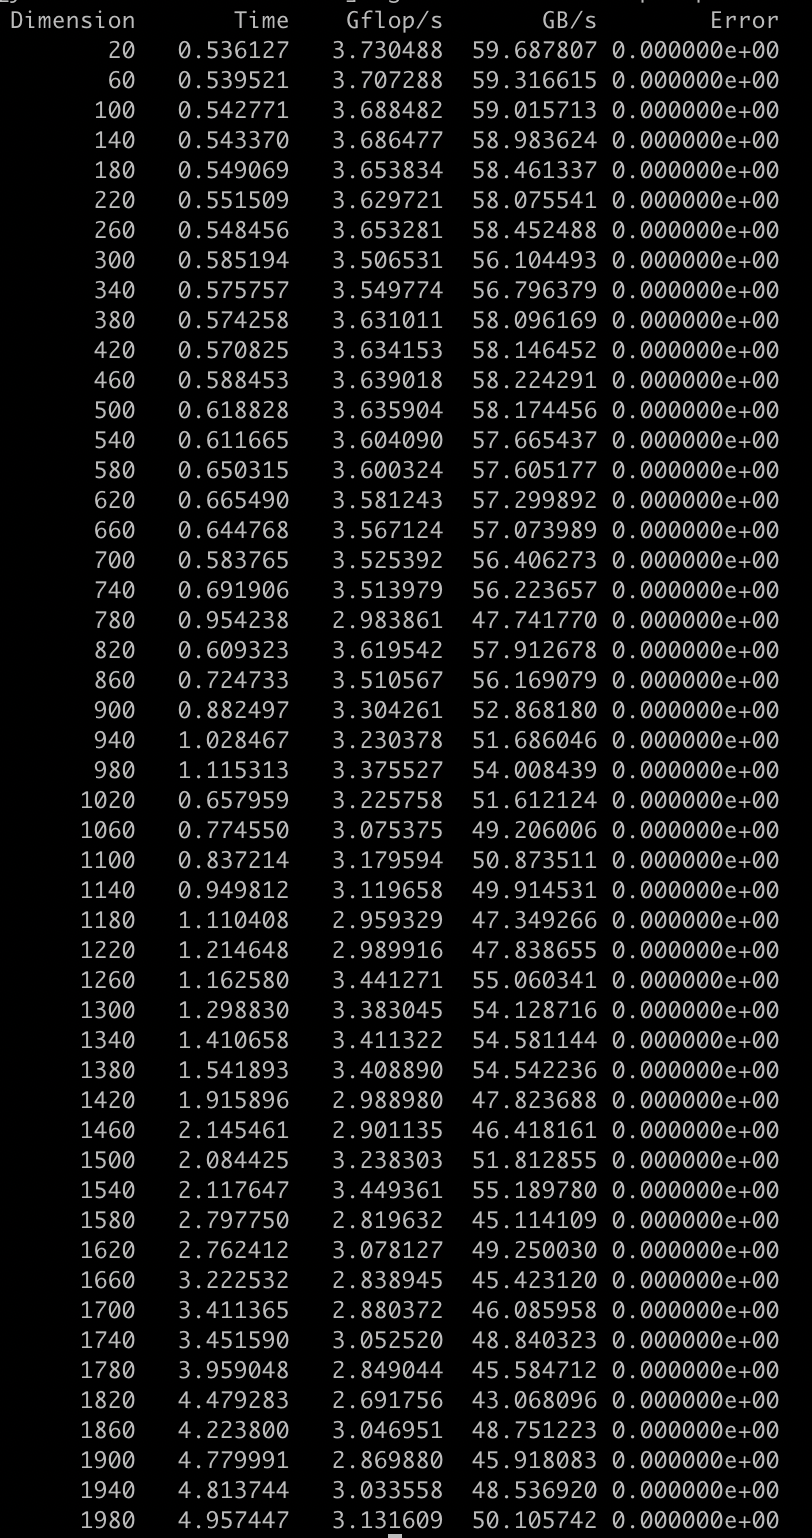 Dimension Time Gflop/s GB/s Error
20 0.536127 3.730488 59.687807 0.000000e+00
60 0.539521 3.707288 59.316615 0.000000e+00
100 0.542771 3.688482 59.015713 0.000000e+00
140 0.543370 3.686477 58.983624 0.000000e+00
180 0.549069 3.653834 58.461337 0.000000e+00
220 0.551509 3.629721 58.075541 0.000000e+00
260 0.548456 3.653281 58.452488 0.000000e+00
300 0.585194 3.506531 56.104493 0.000000e+00
340 0.575757 3.549774 56.796379 0.000000e+00
380 0.574258 3.631011 58.096169 0.000000e+00
420 0.570825 3.634153 58.146452 0.000000e+00
460 0.588453 3.639018 58.224291 0.000000e+00
500 0.618828 3.635904 58.174456 0.000000e+00
540 0.611665 3.604090 57.665437 0.000000e+00
580 0.650315 3.600324 57.605177 0.000000e+00
620 0.665490 3.581243 57.299892 0.000000e+00
660 0.644768 3.567124 57.073989 0.000000e+00
700 0.583765 3.525392 56.406273 0.000000e+00
740 0.691906 3.513979 56.223657 0.000000e+00
780 0.954238 2.983861 47.741770 0.000000e+00
820 0.609323 3.619542 57.912678 0.000000e+00
860 0.724733 3.510567 56.169079 0.000000e+00
900 0.882497 3.304261 52.868180 0.000000e+00
940 1.028467 3.230378 51.686046 0.000000e+00
980 1.115313 3.375527 54.008439 0.000000e+00
1020 0.657959 3.225758 51.612124 0.000000e+00
1060 0.774550 3.075375 49.206006 0.000000e+00
1100 0.837214 3.179594 50.873511 0.000000e+00
1140 0.949812 3.119658 49.914531 0.000000e+00
1180 1.110408 2.959329 47.349266 0.000000e+00
1220 1.214648 2.989916 47.838655 0.000000e+00
1260 1.162580 3.441271 55.060341 0.000000e+00
1300 1.298830 3.383045 54.128716 0.000000e+00
1340 1.410658 3.411322 54.581144 0.000000e+00
1380 1.541893 3.408890 54.542236 0.000000e+00
1420 1.915896 2.988980 47.823688 0.000000e+00
1460 2.145461 2.901135 46.418161 0.000000e+00
1500 2.084425 3.238303 51.812855 0.000000e+00
1540 2.117647 3.449361 55.189780 0.000000e+00
1580 2.797750 2.819632 45.114109 0.000000e+00
1620 2.762412 3.078127 49.250030 0.000000e+00
1660 3.222532 2.838945 45.423120 0.000000e+00
1700 3.411365 2.880372 46.085958 0.000000e+00
1740 3.451590 3.052520 48.840323 0.000000e+00
1780 3.959048 2.849044 45.584712 0.000000e+00
1820 4.479283 2.691756 43.068096 0.000000e+00
1860 4.223800 3.046951 48.751223 0.000000e+00
1900 4.779991 2.869880 45.918083 0.000000e+00
1940 4.813744 3.033558 48.536920 0.000000e+00
1980 4.957447 3.131609 50.105742 0.000000e+00